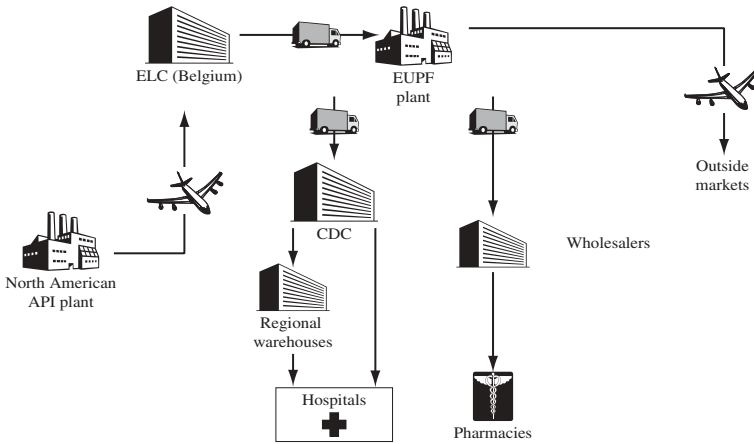 ELC (Belgium)
EUPF
plant
Outside
markets
CDC
Wholesalers
North American
API plant
Regional
warehouses
Hospitals
Pharmacies